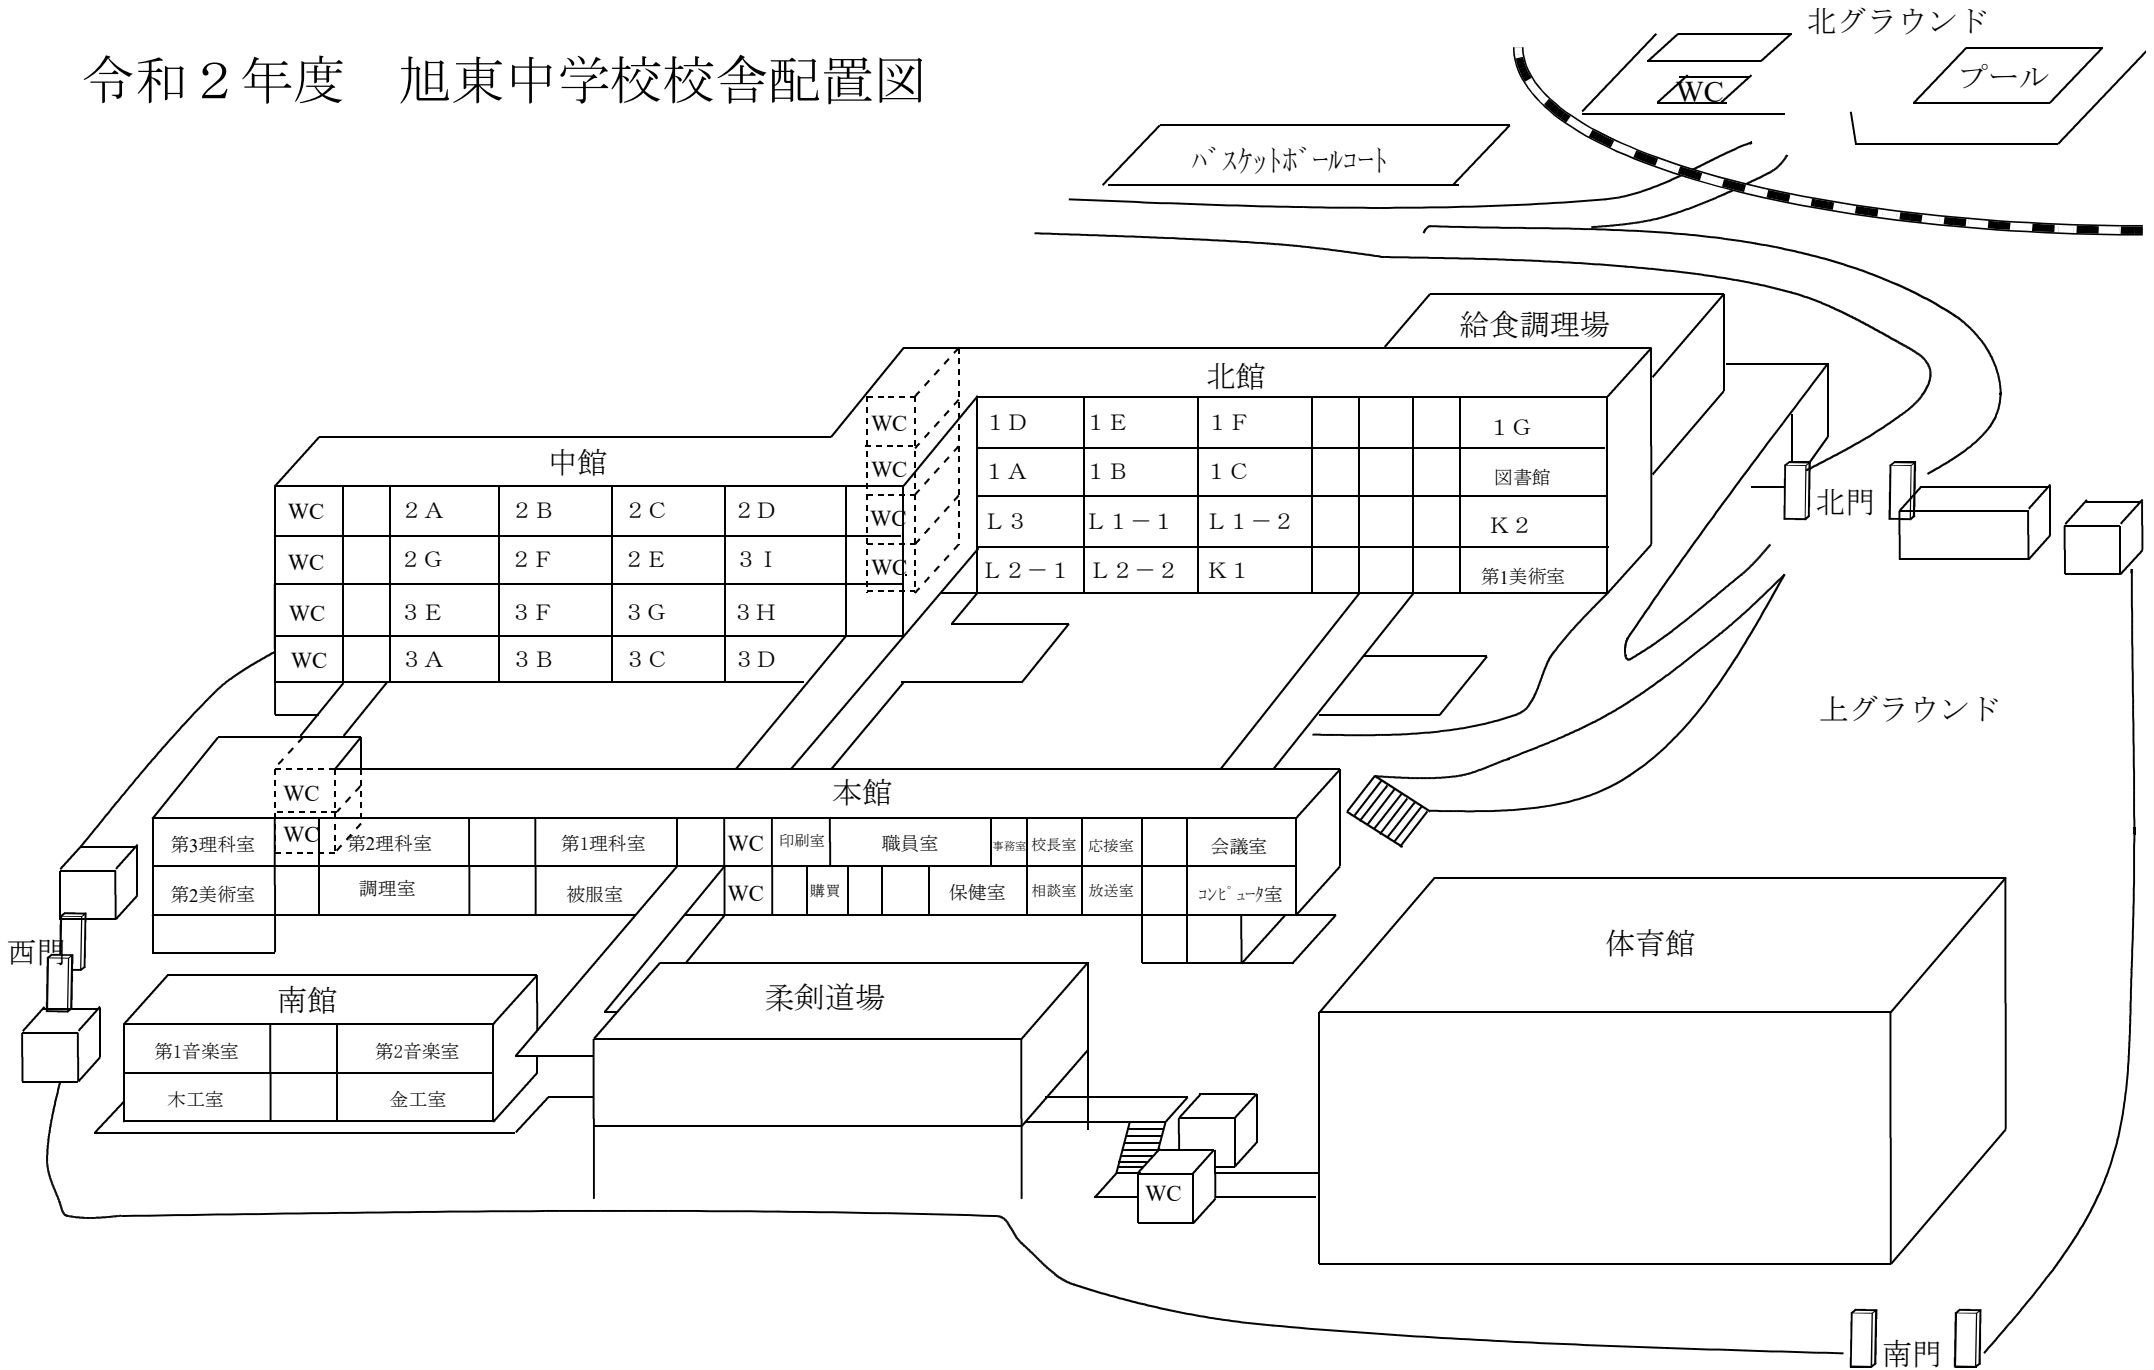 北グラウンド
令和２年度　旭東中学校校舎配置図
プール
WC
ﾊﾞｽｹｯﾄﾎﾞｰﾙｺｰﾄ
給食調理場
北館
WC １D １E １F １G
WC １A １B １C 図書館
WC L３ L１－１ L１－２ K２
WC L２－１ L２－２ K１ 第1美術室
中館
WC ２A ２B ２C ２D
WC ２G ２F ２E ３I
WC ３E ３F ３G ３H
WC ３A ３B ３C ３D
北門
上グラウンド
本館
WC
第3理科室 WC 第2理科室 第1理科室 WC 印刷室 職員室 事務室 校長室 応接室 会議室
第2美術室 調理室 被服室 WC 購買 保健室 相談室 放送室 ｺﾝﾋﾟｭｰﾀ室
西門
体育館
南館
柔剣道場
第1音楽室 第2音楽室
木工室 金工室
WC
南門